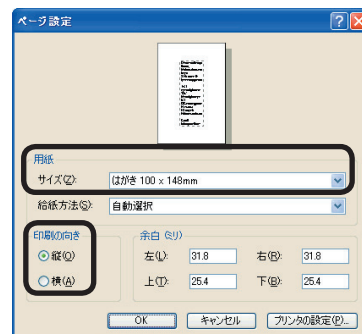 ページ設定
用紙
サイズ(Z): はがき 100 x 148mm
給紙方法(S): 自動選択
印刷の向き
縦(O)
横(A)
余白 (ミリ)
左(L): 31.8 右(R): 31.8
上(T): 25.4 下(B): 25.4
OK キャンセル プリンタの設定(P)...